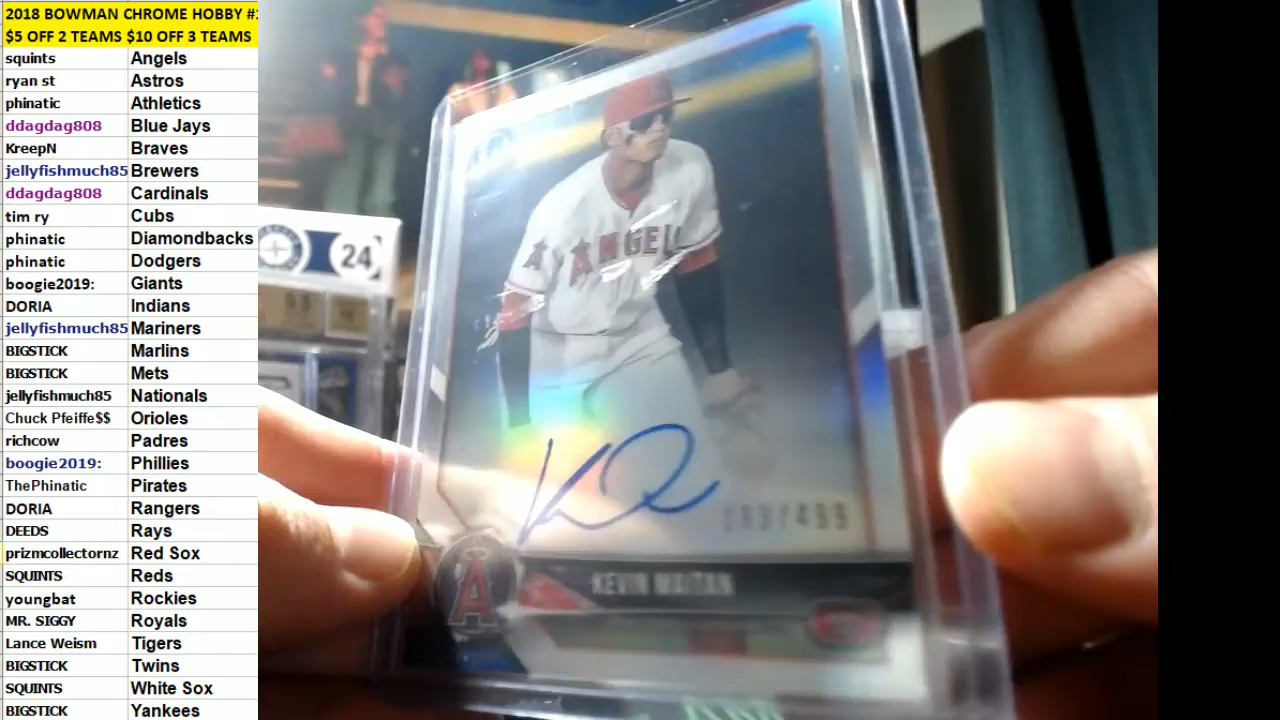 2018 BOWMAN CHROME HOBBY #
$5 OFF 2 TEAMS $10 OFF 3 TEAMS
squints Angels
ryan st Astros
phinatic Athletics
ddagdag808 Blue Jays
KreepN Braves
jellyfishmuch85 Brewers
ddagdag808 Cardinals
tim ry Cubs
phinatic Diamondbacks
phinatic Dodgers
boogie2019: Giants
DORIA Indians
jellyfishmuch85 Mariners
BIGSTICK Marlins
BIGSTICK Mets
jellyfishmuch85 Nationals
Chuck Pfeiffe$$ Orioles
richcow Padres
boogie2019: Phillies
ThePhinatic Pirates
DORIA Rangers
DEEDS Rays
prizmcollectornz Red Sox
SQUINTS Reds
youngbat Rockies
MR. SIGGY Royals
Lance Weism Tigers
BIGSTICK Twins
SQUINTS White Sox
BIGSTICK Yankees
24
ANGELS
/499
A
KEVIN MAITAN